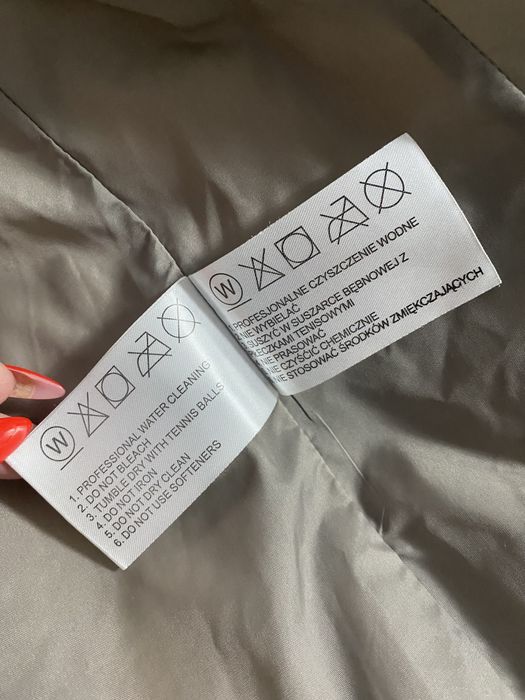 W
PROFESJONALNE CZYSZCZENIE WODNE
NIE WYBIELAĆ
SUSZYĆ W SUSZARCE BĘBNOWEJ Z
PIŁECZKAMI TENISOWYMI
NIE PRASOWAĆ
NIE CZYŚCIĆ CHEMICZNIE
NIE STOSOWAĆ ŚRODKÓW ZMIĘKCZAJĄCYCH
W
1. PROFESSIONAL WATER CLEANING
2. DO NOT BLEACH
3. TUMBLE DRY WITH TENNIS BALLS
4. DO NOT IRON
5. DO NOT DRY CLEAN
6. DO NOT USE SOFTENERS